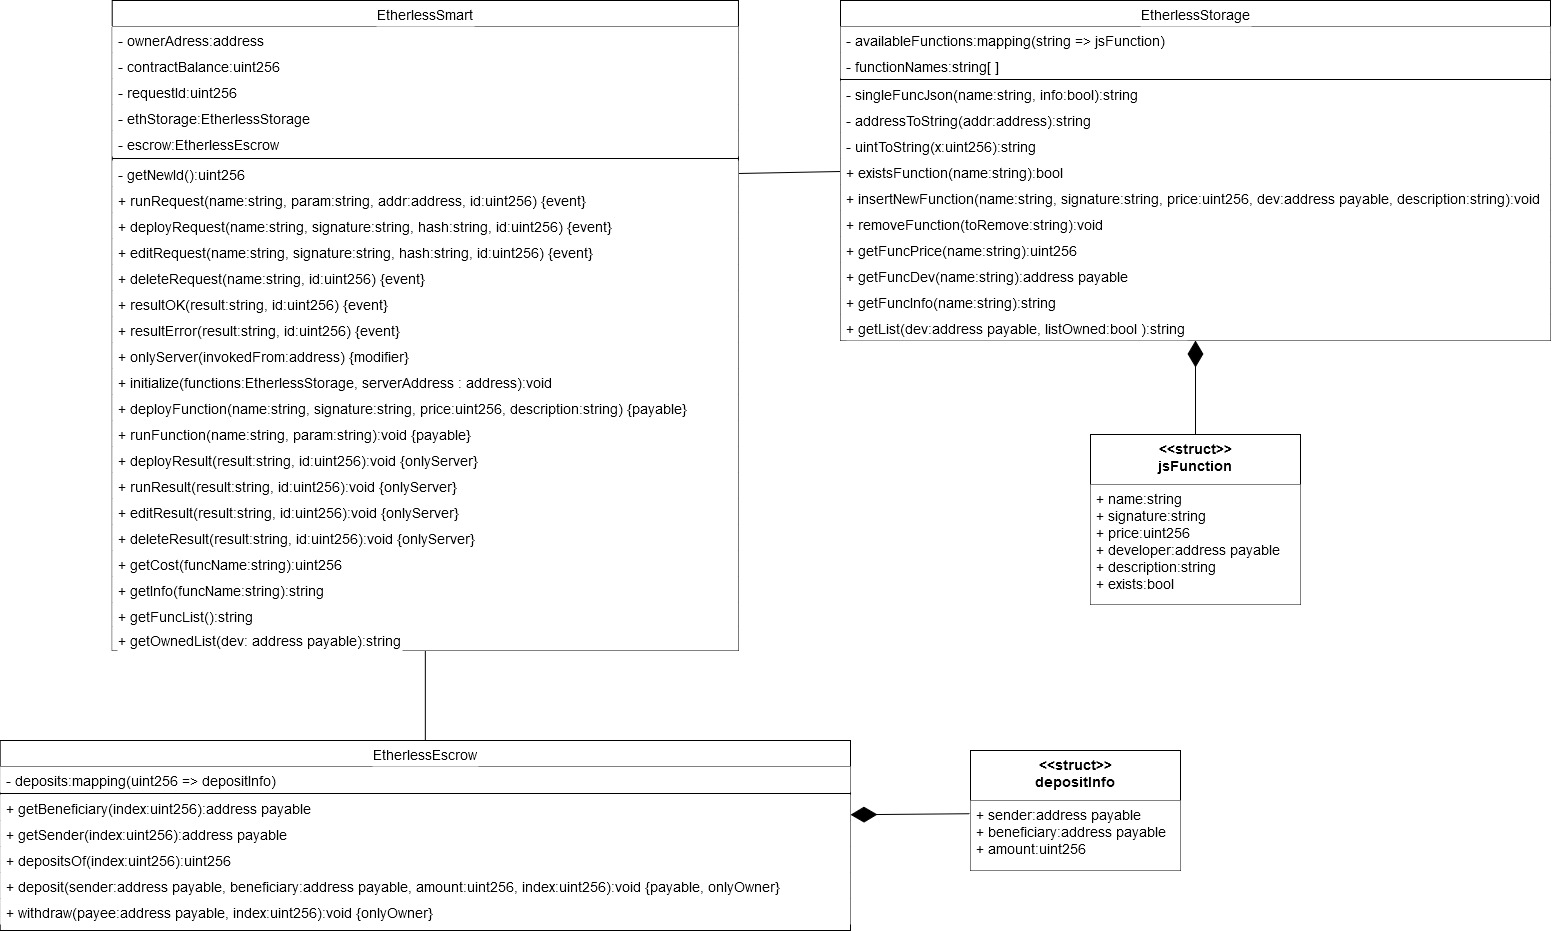 EtherlessSmart
- ownerAdress:address
- contractBalance:uint256
- requestId:uint256
- ethStorage:EtherlessStorage
- escrow:EtherlessEscrow
- getNewId():uint256
+ runRequest(name:string, param:string, addr:address, id:uint256) {event}
+ deployRequest(name:string, signature:string, hash:string, id:uint256) {event}
+ editRequest(name:string, signature:string, hash:string, id:uint256) {event}
+ deleteRequest(name:string, id:uint256) {event}
+ resultOK(result:string, id:uint256) {event}
+ resultError(result:string, id:uint256) {event}
+ onlyServer(invokedFrom:address) {modifier}
+ initialize(functions:EtherlessStorage, serverAddress : address):void
+ deployFunction(name:string, signature:string, price:uint256, description:string) {payable}
+ runFunction(name:string, param:string):void {payable}
+ deployResult(result:string, id:uint256):void {onlyServer}
+ runResult(result:string, id:uint256):void {onlyServer}
+ editResult(result:string, id:uint256):void {onlyServer}
+ deleteResult(result:string, id:uint256):void {onlyServer}
+ getCost(funcName:string):uint256
+ getInfo(funcName:string):string
+ getFuncList():string
+ getOwnedList(dev: address payable):string
EtherlessStorage
- availableFunctions:mapping(string => jsFunction)
- functionNames:string[ ]
- singleFuncJson(name:string, info:bool):string
- addressToString(addr:address):string
- uintToString(x:uint256):string
+ existsFunction(name:string):bool
+ insertNewFunction(name:string, signature:string, price:uint256, dev:address payable, description:string):void
+ removeFunction(toRemove:string):void
+ getFuncPrice(name:string):uint256
+ getFuncDev(name:string):address payable
+ getFuncInfo(name:string):string
+ getList(dev:address payable, listOwned:bool ):string
<<struct>>
jsFunction
+ name:string
+ signature:string
+ price:uint256
+ developer:address payable
+ description:string
+ exists:bool
EtherlessEscrow
- deposits:mapping(uint256 => depositInfo)
+ getBeneficiary(index:uint256):address payable
+ getSender(index:uint256):address payable
+ depositsOf(index:uint256):uint256
+ deposit(sender:address payable, beneficiary:address payable, amount:uint256, index:uint256):void {payable, onlyOwner}
+ withdraw(payee:address payable, index:uint256):void {onlyOwner}
<<struct>>
depositInfo
+ sender:address payable
+ beneficiary:address payable
+ amount:uint256